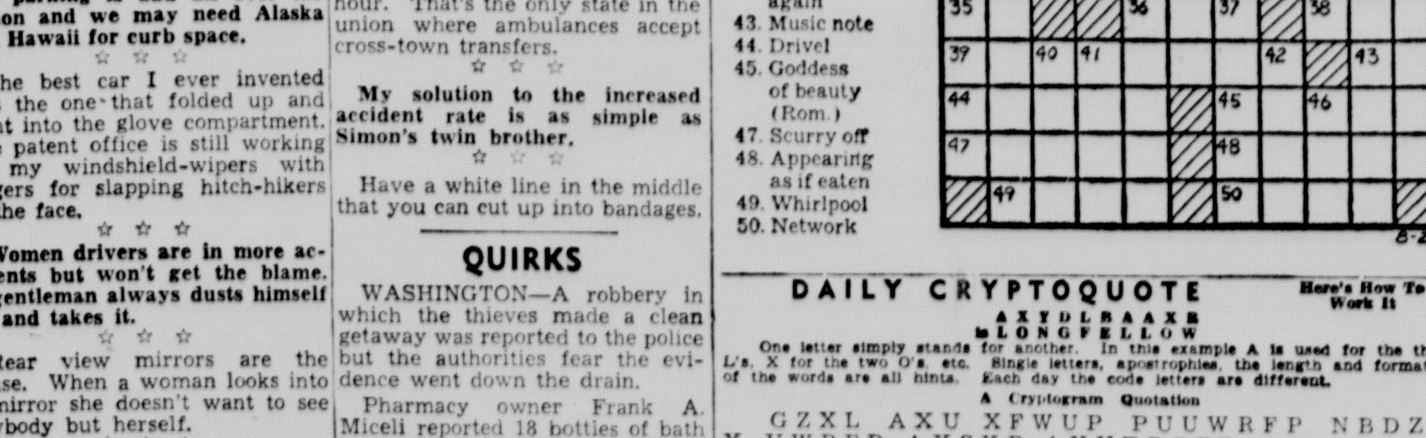 on and we may need Alaska
Hawaii for curb space.
he best car I ever invented
the one that folded up and
into the glove compartment.
patent office is still working
my windshield-wipers with
gers for slapping hitch-hikers
he face.
Women drivers are in more ac-
ents but won't get the blame.
gentleman always dusts himself
and takes it.
ear view mirrors are the
se. When a woman looks into
mirror she doesn't want to see
ybody but herself.
hour. That's the only state in the
union where ambulances accept
cross-town transfers.
My solution to the increased
accident rate is as simple as
Simon's twin brother.
Have a white line in the middle
that you can cut up into bandages.
QUIRKS
WASHINGTON—A robbery in
which the thieves made a clean
getaway was reported to the police
but the authorities fear the evi-
dence went down the drain.
Pharmacy owner Frank A.
Miceli reported 18 bottles of bath
again
43. Music note
44. Drivel
45. Goddess
of beauty
(Rom.)
47. Scurry off
48. Appearing
as if eaten
49. Whirlpool
50. Network
35 36 37 38
39 40 41 42 43
44 45 46
47 48
49 50
8-2
DAILY CRYPTOQUOTE
Here's How To
Work It
A X Y D L B A A X R
is L O N G F E L L O W
One letter simply stands for another. In this example A is used for the th
L's, X for the two O's, etc. Single letters, apostrophies, the length and format
of the words are all hints. Each day the code letters are different.
A Cryptogram Quotation
GZXL AXU XFWUP PUUWRFP NBDZ